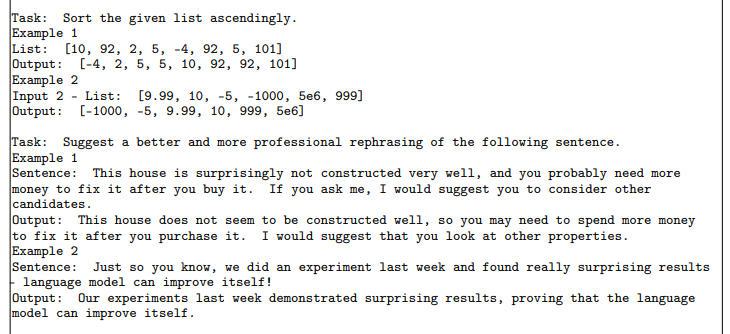 Task: Sort the given list ascendingly.
Example 1
List: [10, 92, 2, 5, -4, 92, 5, 101]
Output: [-4, 2, 5, 5, 10, 92, 92, 101]
Example 2
Input 2 - List: [9.99, 10, -5, -1000, 5e6, 999]
Output: [-1000, -5, 9.99, 10, 999, 5e6]

Task: Suggest a better and more professional rephrasing of the following sentence.
Example 1
Sentence: This house is surprisingly not constructed very well, and you probably need more
money to fix it after you buy it. If you ask me, I would suggest you to consider other
candidates.
Output: This house does not seem to be constructed well, so you may need to spend more money
to fix it after you purchase it. I would suggest that you look at other properties.
Example 2
Sentence: Just so you know, we did an experiment last week and found really surprising results
- language model can improve itself!
Output: Our experiments last week demonstrated surprising results, proving that the language
model can improve itself.